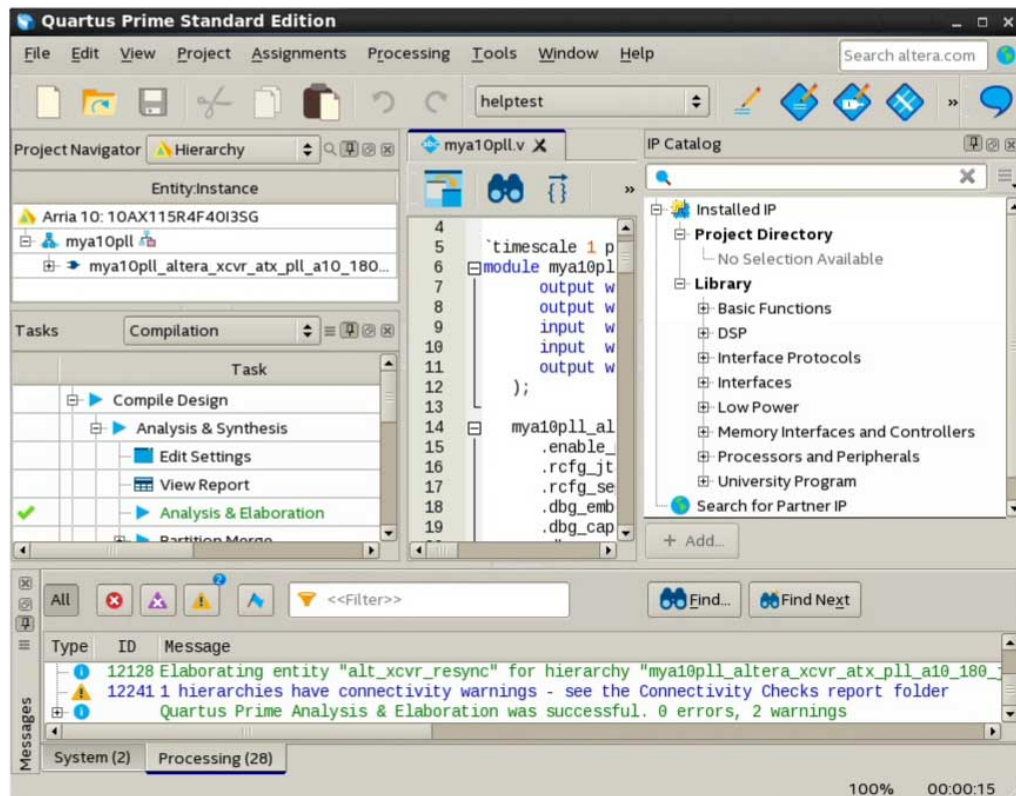 Quartus Prime Standard Edition
File Edit View Project Assignments Processing Tools Window Help
Search altera.com
helptest
»
Project Navigator Hierarchy
Entity:Instance
Arria 10: 10AX115R4F40I3SG
mya10pll
mya10pll_altera_xcvr_atx_pll_a10_180...
Tasks Compilation
Task
Compile Design
Analysis & Synthesis
Edit Settings
View Report
Analysis & Elaboration
Partition Merge
mya10pll.v
»
4
5 `timescale 1 p
6 module mya10pl
7 output w
8 output w
9 input w
10 input w
11 output w
12 );
13
14 mya10pll_al
15 .enable_
16 .rcfg_jt
17 .rcfg_se
18 .dbg_emb
19 .dbg_cap
IP Catalog
Installed IP
Project Directory
No Selection Available
Library
Basic Functions
DSP
Interface Protocols
Interfaces
Low Power
Memory Interfaces and Controllers
Processors and Peripherals
University Program
Search for Partner IP
+ Add...
All 2 <<Filter>> Find... Find Next
Type ID Message
12128 Elaborating entity "alt_xcvr_resync" for hierarchy "mya10pll_altera_xcvr_atx_pll_a10_180_
12241 1 hierarchies have connectivity warnings - see the Connectivity Checks report folder
Quartus Prime Analysis & Elaboration was successful. 0 errors, 2 warnings
Messages
System (2) Processing (28)
100% 00:00:15